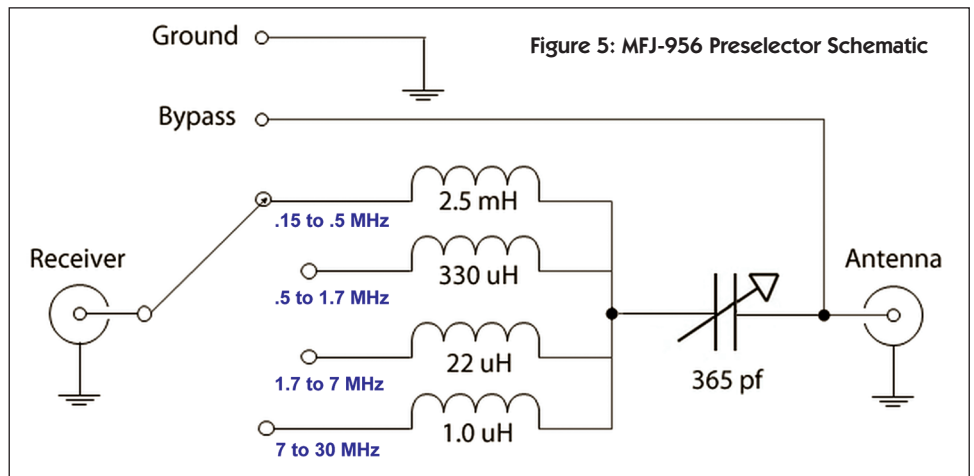 Ground
Figure 5: MFJ-956 Preselector Schematic
Bypass
2.5 mH
.15 to .5 MHz
Receiver
330 uH
Antenna
.5 to 1.7 MHz
22 uH
365 pf
1.7 to 7 MHz
1.0 uH
7 to 30 MHz